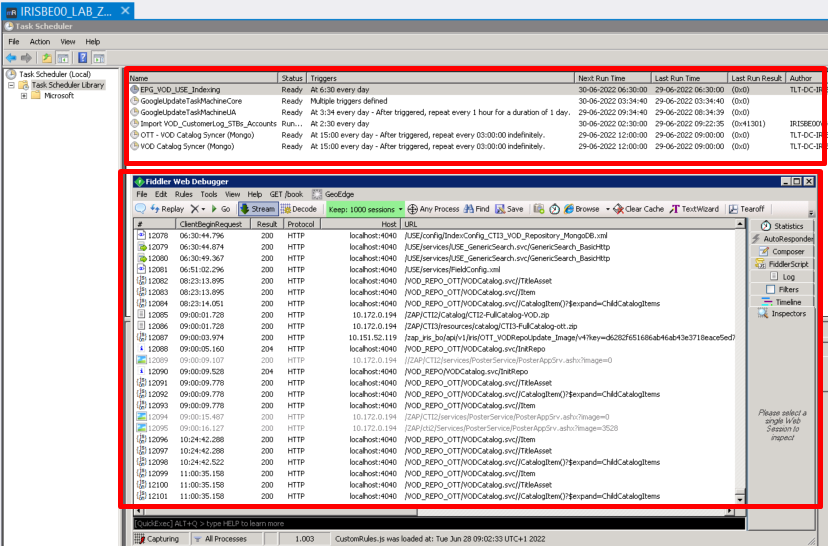 IRISBE00_LAB_Z... ✕
Task Scheduler
File Action View Help
Task Scheduler (Local)
Task Scheduler Library
Microsoft
Name Status Triggers Next Run Time Last Run Time Last Run Result Author
EPG_VOD_USE_Indexing Ready At 6:30 every day 30-06-2022 06:30:00 29-06-2022 06:30:00 (0x0) TLT-DC-IR
GoogleUpdateTaskMachineCore Ready Multiple triggers defined 30-06-2022 03:34:40 29-06-2022 03:34:40 (0x0)
GoogleUpdateTaskMachineUA Ready At 3:34 every day - After triggered, repeat every 1 hour for a duration of 1 day. 29-06-2022 09:34:40 29-06-2022 08:34:39 (0x0)
Import VOD_CustomerLog_STBs_Accounts Run... At 2:30 every day 30-06-2022 02:30:00 29-06-2022 09:22:35 (0x41301) IRISBE00\
OTT - VOD Catalog Syncer (Mongo) Ready At 15:00 every day - After triggered, repeat every 03:00:00 indefinitely. 29-06-2022 12:00:00 29-06-2022 09:00:00 (0x0) TLT-DC-IR
VOD Catalog Syncer (Mongo) Ready At 15:00 every day - After triggered, repeat every 03:00:00 indefinitely. 29-06-2022 12:00:00 29-06-2022 09:00:00 (0x0) TLT-DC-IR
Fiddler Web Debugger
File Edit Rules Tools View Help GET /book GeoEdge
Replay Go Stream Decode Keep: 1000 sessions Any Process Find Save Browse Clear Cache TextWizard Tearoff
# ClientBeginRequest Result Protocol Host URL
12078 06:30:44.796 200 HTTP localhost:4040 /USE/config/IndexConfig_CTI3_VOD_Repository_MongoDB.xml
12079 06:30:44.874 200 HTTP localhost:4040 /USE/services/USE_GenericSearch.svc/GenericSearch_BasicHttp
12080 06:30:49.367 200 HTTP localhost:4040 /USE/services/USE_GenericSearch.svc/GenericSearch_BasicHttp
12081 06:51:02.296 200 HTTP localhost:4040 /USE/services/FieldConfig.xml
12082 08:23:13.895 200 HTTP localhost:4040 /VOD_REPO_OTT/VODCatalog.svc//TitleAsset
12083 08:23:13.895 200 HTTP localhost:4040 /VOD_REPO_OTT/VODCatalog.svc//Item
12084 08:23:14.051 200 HTTP localhost:4040 /VOD_REPO_OTT/VODCatalog.svc//CatalogItem()?$expand=ChildCatalogItems
12085 09:00:01.728 200 HTTP 10.172.0.194 /ZAP/CTI2/Catalog/CTI2-FullCatalog-VOD.zip
12086 09:00:01.728 200 HTTP 10.172.0.194 /ZAP/CTI3/resources/catalog/CTI3-FullCatalog-ott.zip
12087 09:00:03.974 200 HTTP 10.151.52.119 /zap_iris_bo/api/v1/iris/OTT_VODRepoUpdate_Image/v4?key=d6282f651686ab46ab43e3718eace5ed7
12088 09:00:05.160 204 HTTP localhost:4040 /VOD_REPO_OTT/VODCatalog.svc/InitRepo
12089 09:00:09.107 200 HTTP 10.172.0.194 //ZAP/CTI2/services/PosterService/PosterAppSrv.ashx?image=0
12090 09:00:09.528 204 HTTP localhost:4040 /VOD_REPO/VODCatalog.svc/InitRepo
12091 09:00:09.778 200 HTTP localhost:4040 /VOD_REPO_OTT/VODCatalog.svc//TitleAsset
12092 09:00:09.778 200 HTTP localhost:4040 /VOD_REPO_OTT/VODCatalog.svc//CatalogItem()?$expand=ChildCatalogItems
12093 09:00:09.778 200 HTTP localhost:4040 /VOD_REPO_OTT/VODCatalog.svc//Item
12094 09:00:15.487 200 HTTP 10.172.0.194 /ZAP/CTI2/services/PosterService/PosterAppSrv.ashx?image=0
12095 09:00:16.127 200 HTTP 10.172.0.194 /ZAP/cti2/Services/PosterService/PosterAppSrv.ashx?image=3528
12096 10:24:42.288 200 HTTP localhost:4040 /VOD_REPO_OTT/VODCatalog.svc//Item
12097 10:24:42.288 200 HTTP localhost:4040 /VOD_REPO_OTT/VODCatalog.svc//TitleAsset
12098 10:24:42.522 200 HTTP localhost:4040 /VOD_REPO_OTT/VODCatalog.svc//CatalogItem()?$expand=ChildCatalogItems
12099 11:00:35.158 200 HTTP localhost:4040 /VOD_REPO_OTT/VODCatalog.svc//Item
12100 11:00:35.158 200 HTTP localhost:4040 /VOD_REPO_OTT/VODCatalog.svc//TitleAsset
12101 11:00:35.158 200 HTTP localhost:4040 /VOD_REPO_OTT/VODCatalog.svc//CatalogItem()?$expand=ChildCatalogItems
Statistics
AutoResponder
Composer
FiddlerScript
Log
Filters
Timeline
Inspectors
Please select a
single Web
Session to
inspect
[QuickExec] ALT+Q > type HELP to learn more
Capturing All Processes 1.003 CustomRules.js was loaded at: Tue Jun 28 09:02:33 UTC+1 2022